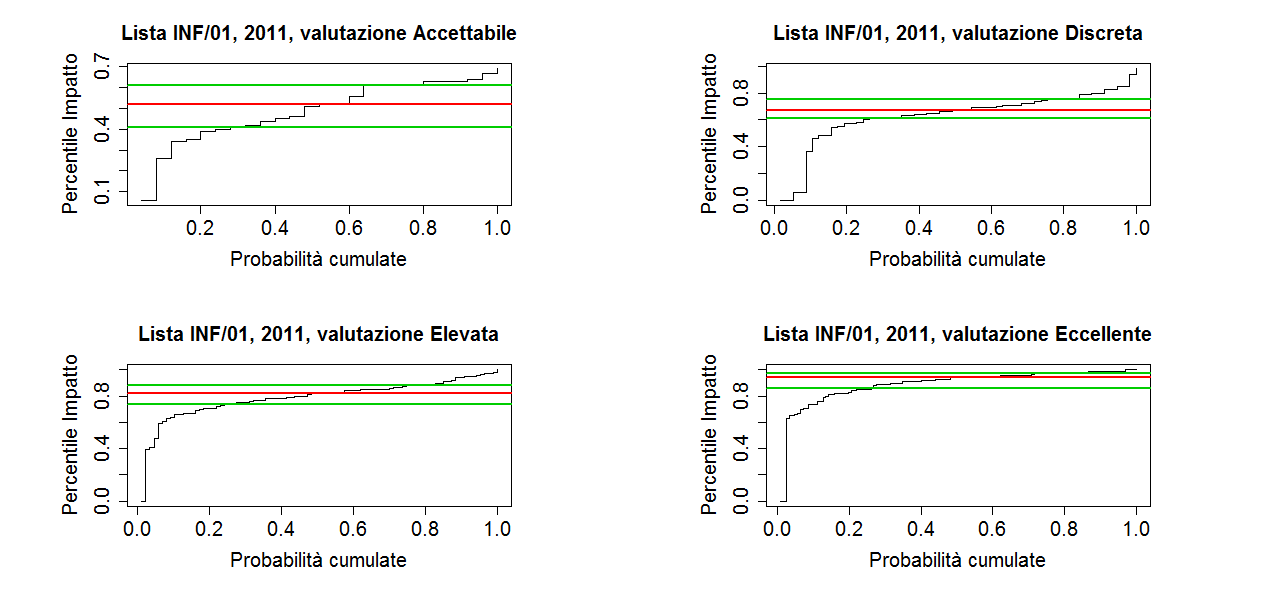 Lista INF/01, 2011, valutazione Accettabile
Percentile Impatto
0.1 0.4 0.7
0.2 0.4 0.6 0.8 1.0
Probabilità cumulate
Lista INF/01, 2011, valutazione Discreta
Percentile Impatto
0.0 0.4 0.8
0.0 0.2 0.4 0.6 0.8 1.0
Probabilità cumulate
Lista INF/01, 2011, valutazione Elevata
Percentile Impatto
0.0 0.4 0.8
0.0 0.2 0.4 0.6 0.8 1.0
Probabilità cumulate
Lista INF/01, 2011, valutazione Eccellente
Percentile Impatto
0.0 0.4 0.8
0.0 0.2 0.4 0.6 0.8 1.0
Probabilità cumulate